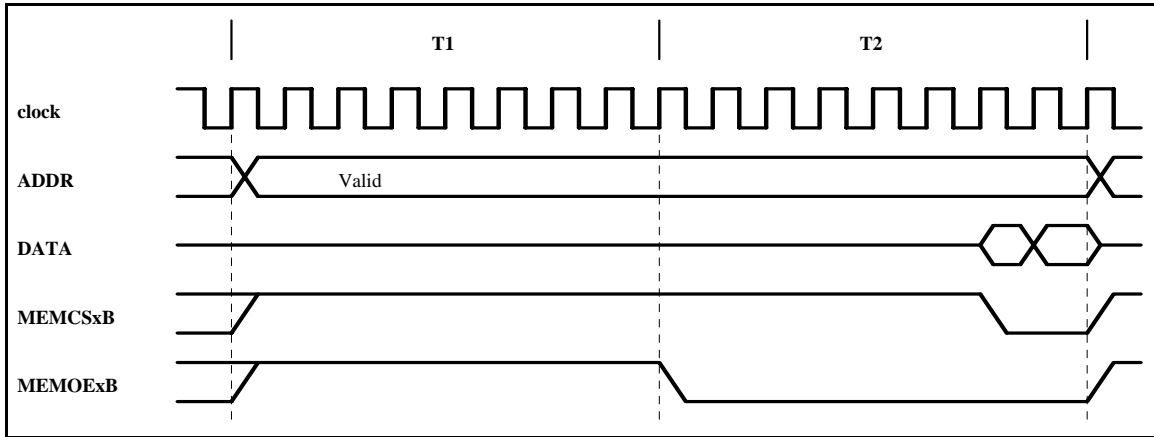 T1 T2
clock
ADDR Valid
DATA
MEMCSxB
MEMOExB